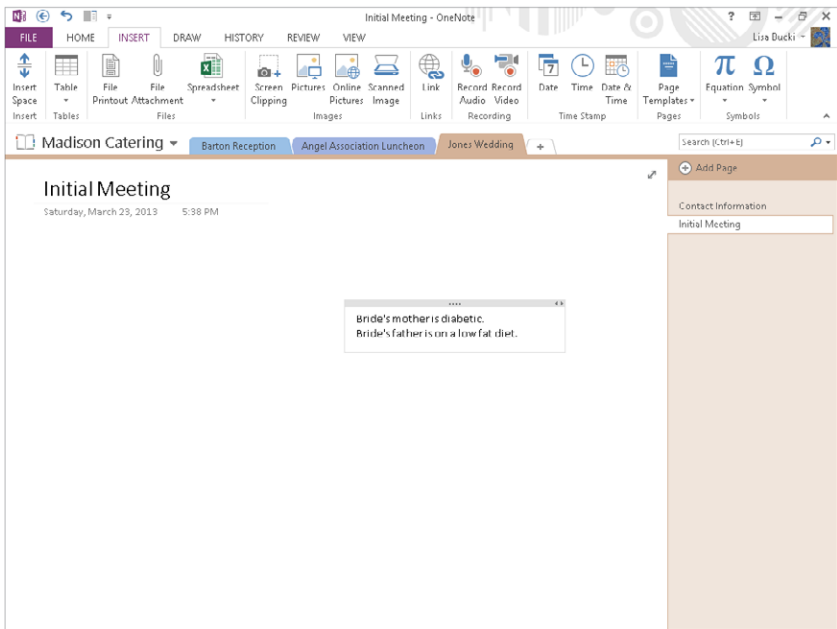 Initial Meeting - OneNote
?
FILE HOME INSERT DRAW HISTORY REVIEW VIEW
Lisa Bucki
Insert Space
Table
File Printout
File Attachment
Spreadsheet
Screen Clipping
Pictures
Online Pictures
Scanned Image
Link
Record Audio
Record Video
Date
Time
Date & Time
Page Templates
π
Equation
Ω
Symbol
Insert Tables Files Images Links Recording Time Stamp Pages Symbols
Madison Catering
Barton Reception
Angel Association Luncheon
Jones Wedding
+
Search (Ctrl+E)
Initial Meeting
Saturday, March 23, 2013 5:38 PM
Bride's mother is diabetic.
Bride's father is on a low fat diet.
Add Page
Contact Information
Initial Meeting